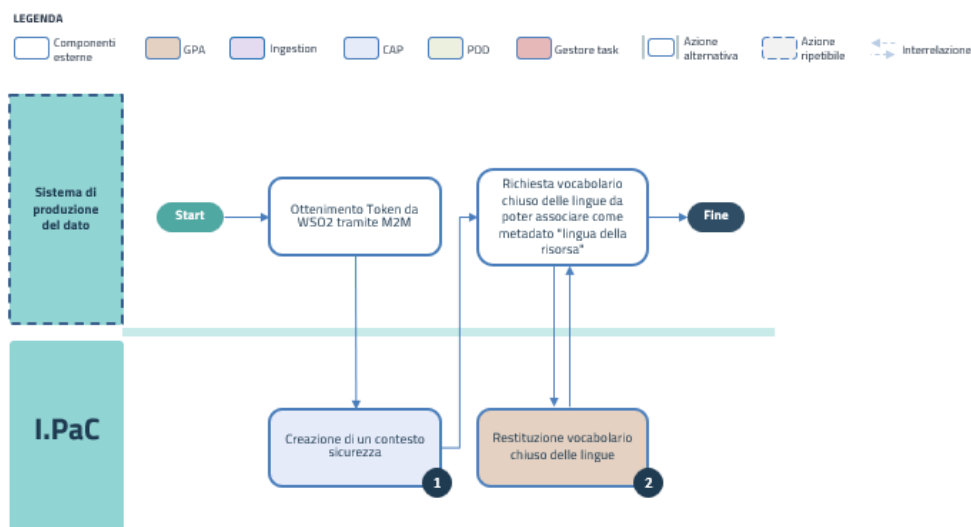 LEGENDA
Componenti
esterne
GPA
Ingestion
CAP
POD
Gestore task
Azione
alternativa
Azione
ripetibile
Interrelazione
Sistema di
produzione
del dato
Start
Ottenimento Token da
WSO2 tramite M2M
Richiesta vocabolario
chiuso delle lingue da
poter associare come
metadato "lingua della
risorsa"
Fine
I.PaC
Creazione di un contesto
sicurezza
1
Restituzione vocabolario
chiuso delle lingue
2